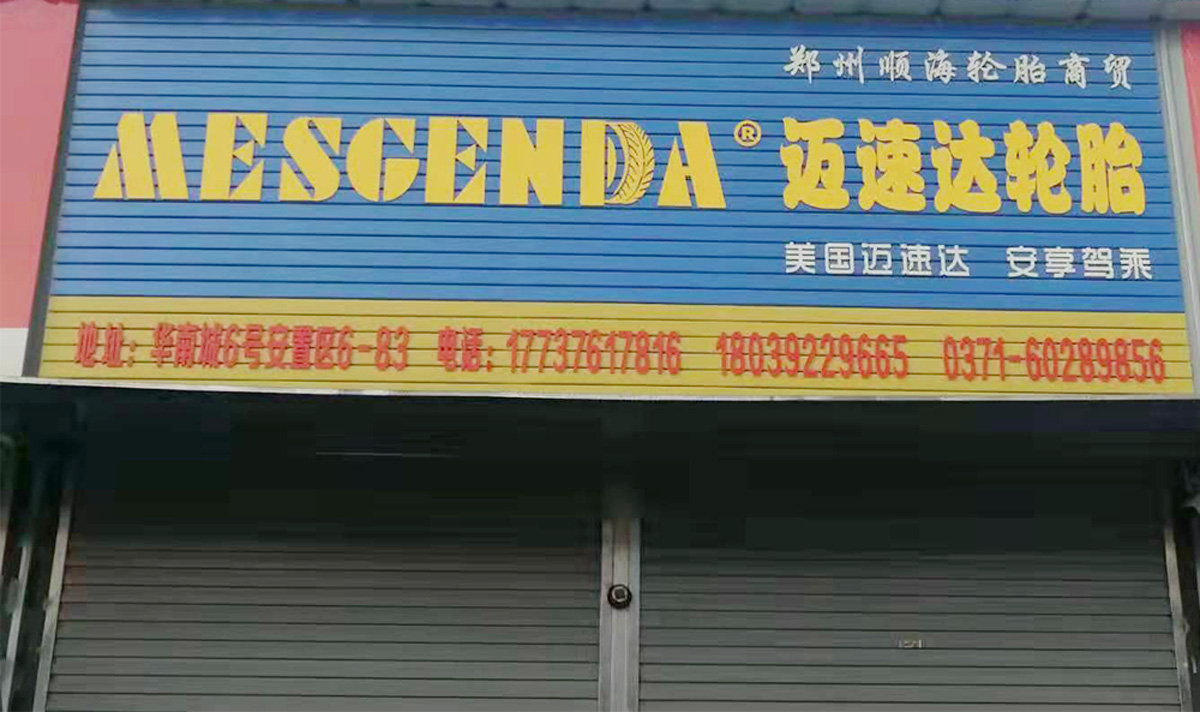 郑州顺海轮胎商贸
MESGENDA® 迈速达轮胎
美国迈速达 安享驾乘
地址：华南城6号安置区6-83 电话：17737617816 18039229665 0371-60289856